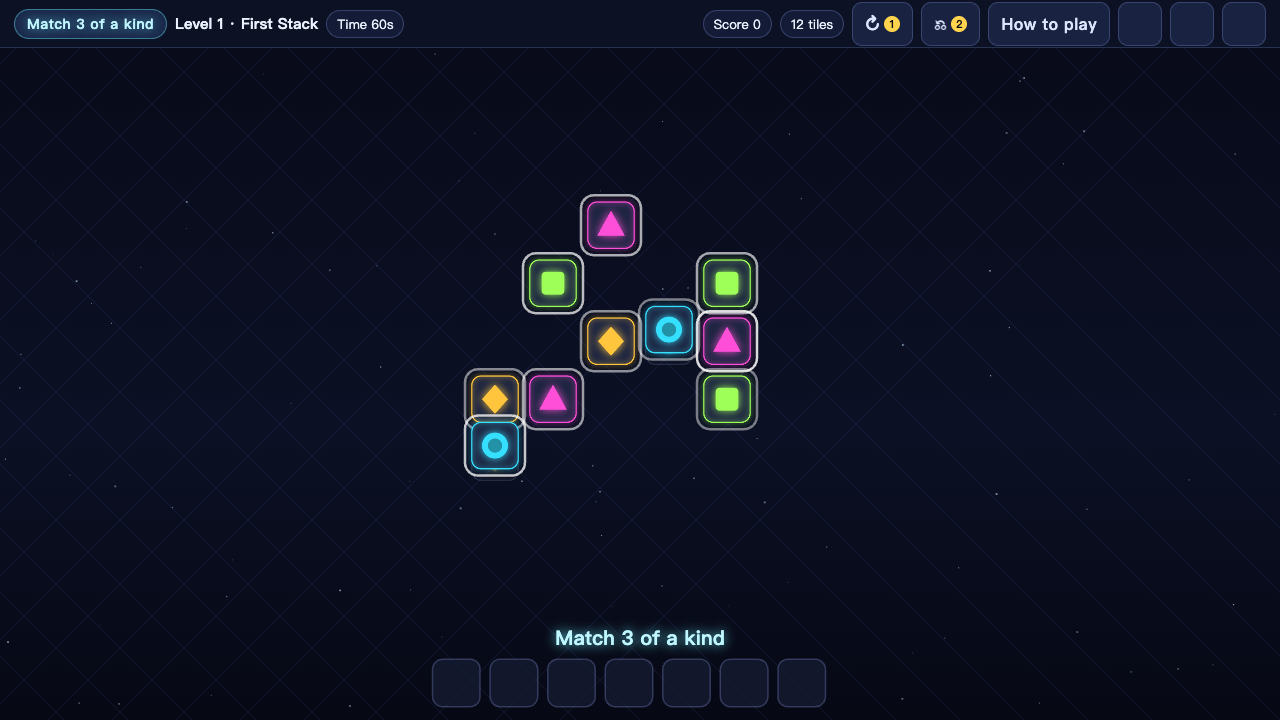 Match 3 of a kind
Level 1 · First Stack
Time 60s
Score 0
12 tiles
1
2
How to play
Match 3 of a kind